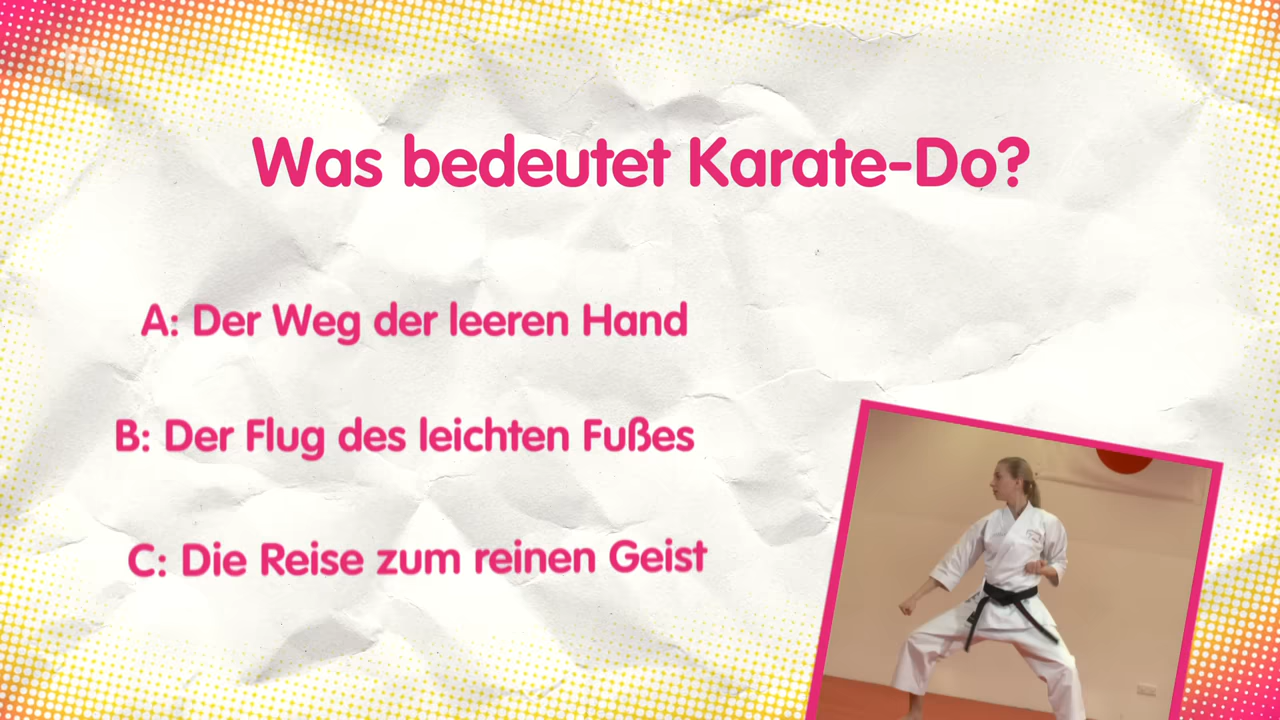 Was bedeutet Karate-Do?
A: Der Weg der leeren Hand
B: Der Flug des leichten Fußes
C: Die Reise zum reinen Geist